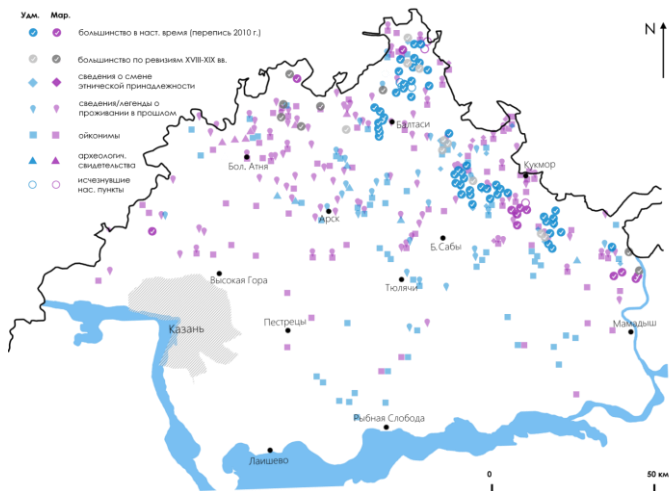 Удм. Мар.
большинство в наст. время (перепись 2010 г.)
большинство по ревизиям XVIII-XIX вв.
сведения о смене
этнической принадлежности
сведения/легенды о
проживании в прошлом
ойконимы
археологич.
свидетельства
исчезнувшие
нас. пункты
N
Балтаси
Бол. Атня
Кукмор
Арск
Б.Сабы
Высокая Гора
Тюлячи
Казань
Пестрецы
Мамадыш
Рыбная Слобода
Лаишево
0 50 км